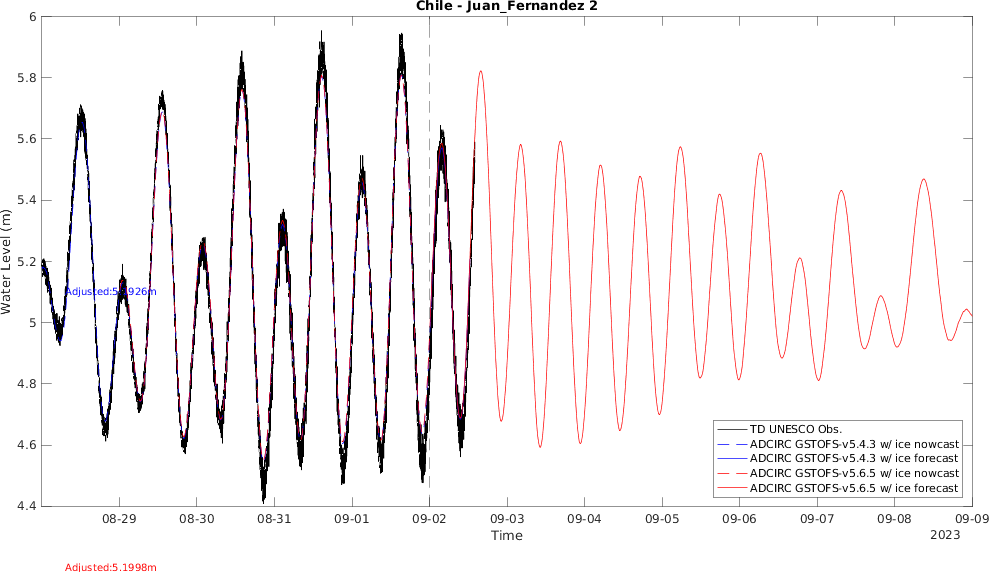 Chile - Juan_Fernandez 2
Water Level (m)
6
5.8
5.6
5.4
5.2
5
4.8
4.6
4.4
Adjusted:5.1998m
08-29
08-30
08-31
09-01
09-02
09-03
09-04
09-05
09-06
09-07
09-08
09-09
Time
2023
TD UNESCO Obs.
ADCIRC GSTOFS-v5.4.3 w/ ice nowcast
ADCIRC GSTOFS-v5.4.3 w/ ice forecast
ADCIRC GSTOFS-v5.6.5 w/ ice nowcast
ADCIRC GSTOFS-v5.6.5 w/ ice forecast